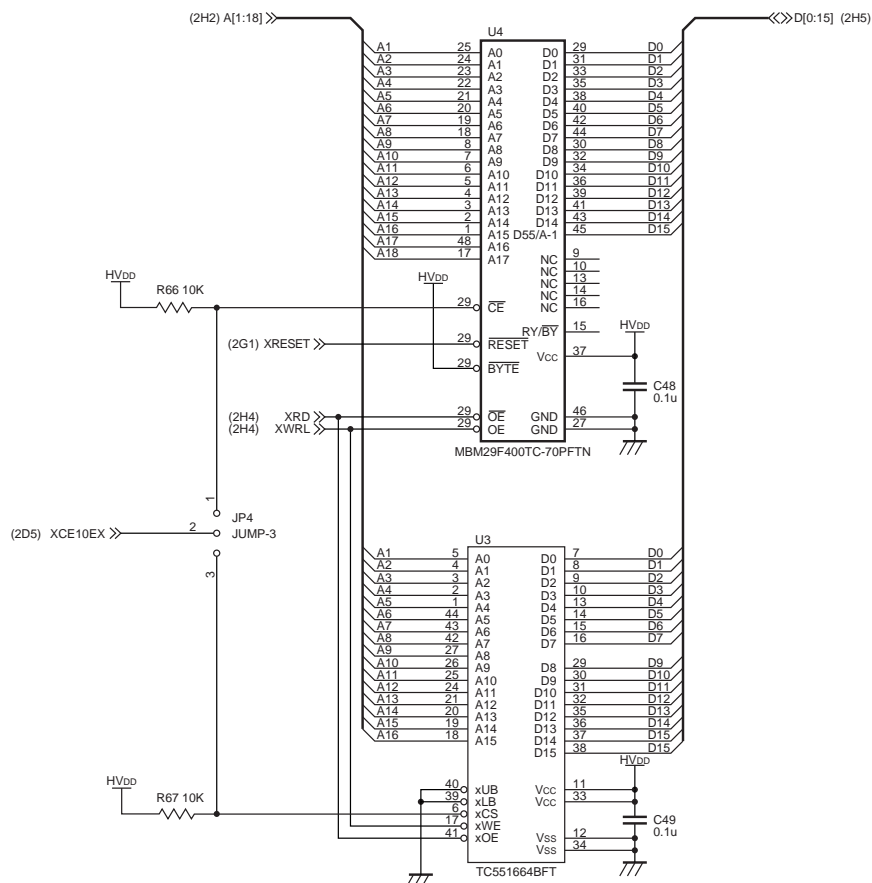 (2H2) A[1:18]
D[0:15] (2H5)
U4
A1 25 A0 D0 29 D0
A2 24 A1 D1 31 D1
A3 23 A2 D2 33 D2
A4 22 A3 D3 35 D3
A5 21 A4 D4 38 D4
A6 20 A5 D5 40 D5
A7 19 A6 D6 42 D6
A8 18 A7 D7 44 D7
A9 8 A8 D8 30 D8
A10 7 A9 D9 32 D9
A11 6 A10 D10 34 D10
A12 5 A11 D11 36 D11
A13 4 A12 D12 39 D12
A14 3 A13 D13 41 D13
A15 2 A14 D14 43 D14
A16 1 A15 D55/A-1 45 D15
A17 48 A16
A18 17 A17
NC 9
NC 10
NC 13
NC 14
NC 16
HVDD
R66 10K
HVDD
29 CE
RY/BY 15
HVDD
(2G1) XRESET 29 RESET
VCC 37
29 BYTE
C48
0.1u
(2H4) XRD 29 OE GND 46
(2H4) XWRL 29 OE GND 27
MBM29F400TC-70PFTN
1
JP4
(2D5) XCE10EX 2 JUMP-3
3
U3
A1 5 A0 D0 7 D0
A2 4 A1 D1 8 D1
A3 3 A2 D2 9 D2
A4 2 A3 D3 10 D3
A5 1 A4 D4 13 D4
A6 44 A5 D5 14 D5
A7 43 A6 D6 15 D6
A8 42 A7 D7 16 D7
A9 27 A8
A10 26 A9 D8 29 D9
A11 25 A10 D9 30 D10
A12 24 A11 D10 31 D11
A13 21 A12 D11 32 D12
A14 20 A13 D12 35 D13
A15 19 A14 D13 36 D14
A16 18 A15 D14 37 D15
D15 38 D15
HVDD
HVDD
R67 10K
40 xUB VCC 11
39 xLB VCC 33
6 xCS
17 xWE
41 xOE
C49
0.1u
VSS 12
VSS 34
TC551664BFT